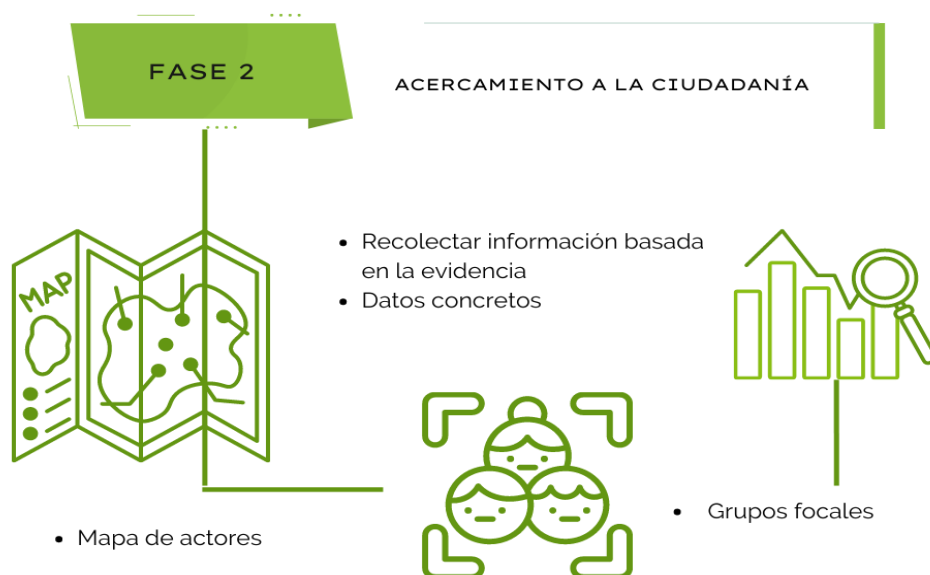 FASE 2
ACERCAMIENTO A LA CIUDADANÍA
MAP
• Recolectar información basada
en la evidencia
• Datos concretos
• Grupos focales
• Mapa de actores